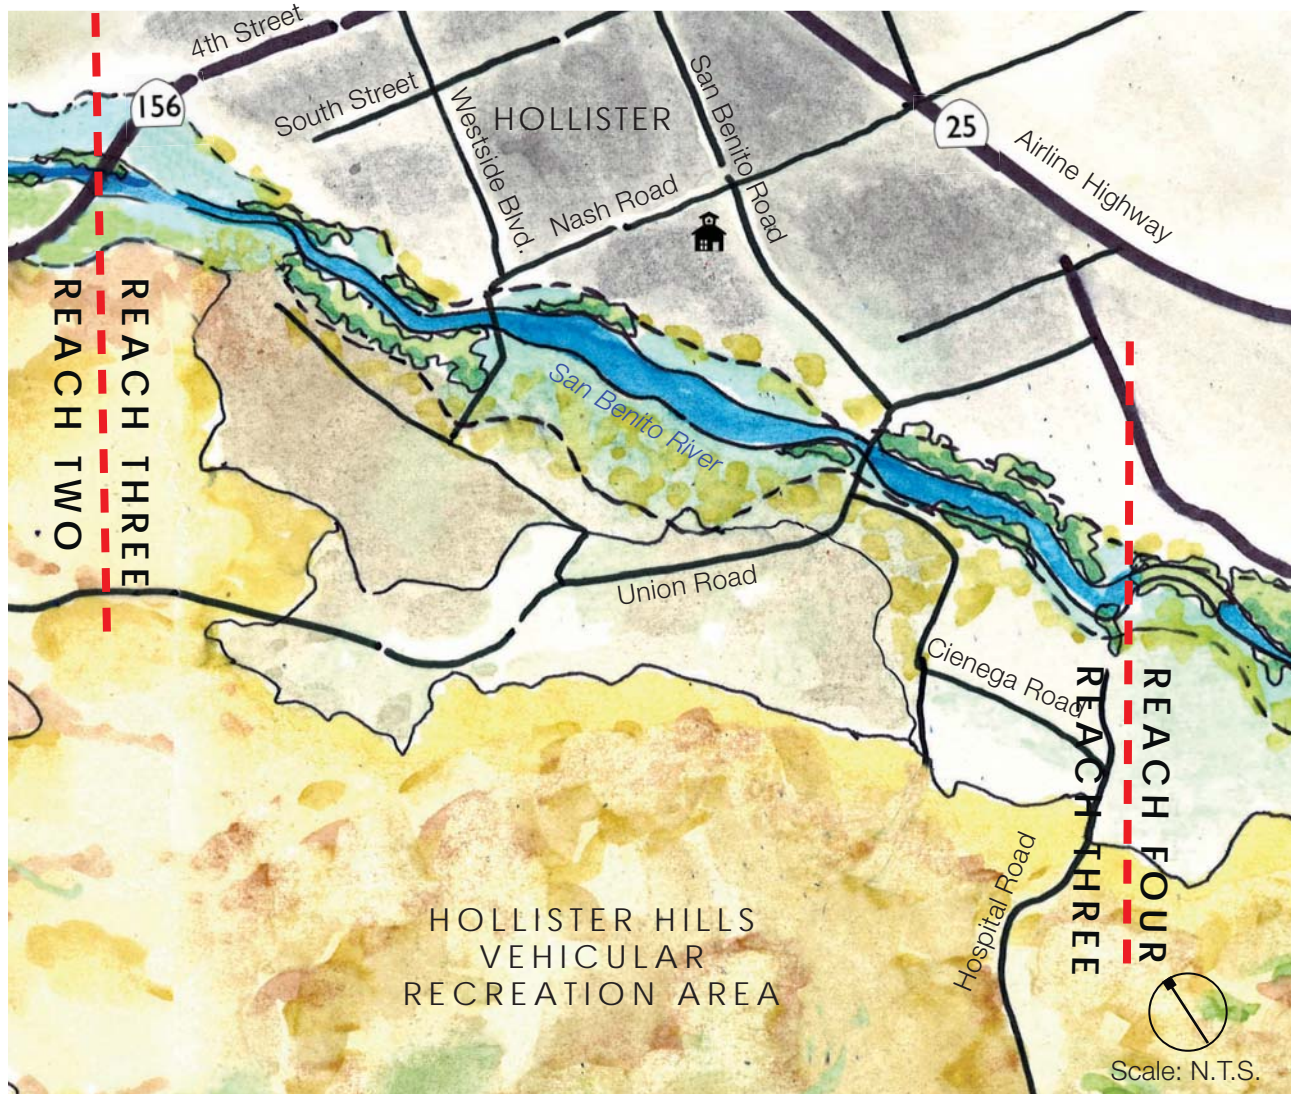 4th Street
156
South Street
Westside Blvd.
HOLLISTER
San Benito Road
25
Airline Highway
Nash Road
REACH TWO
REACH THREE
San Benito River
Union Road
Cienega Road
REACH THREE
REACH FOUR
Hospital Road
HOLLISTER HILLS
VEHICULAR
RECREATION AREA
Scale: N.T.S.